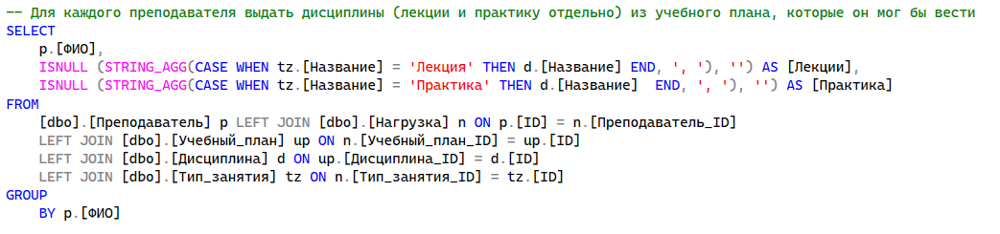 -- Для каждого преподавателя выдать дисциплины (лекции и практику отдельно) из учебного плана, которые он мог бы вести
SELECT
p.[ФИО],
ISNULL (STRING_AGG(CASE WHEN tz.[Название] = 'Лекция' THEN d.[Название] END, ', '), '') AS [Лекции],
ISNULL (STRING_AGG(CASE WHEN tz.[Название] = 'Практика' THEN d.[Название]  END, ', '), '') AS [Практика]
FROM
[dbo].[Преподаватель] p LEFT JOIN [dbo].[Нагрузка] n ON p.[ID] = n.[Преподаватель_ID]
LEFT JOIN [dbo].[Учебный_план] up ON n.[Учебный_план_ID] = up.[ID]
LEFT JOIN [dbo].[Дисциплина] d ON up.[Дисциплина_ID] = d.[ID]
LEFT JOIN [dbo].[Тип_занятия] tz ON n.[Тип_занятия_ID] = tz.[ID]
GROUP
BY p.[ФИО]